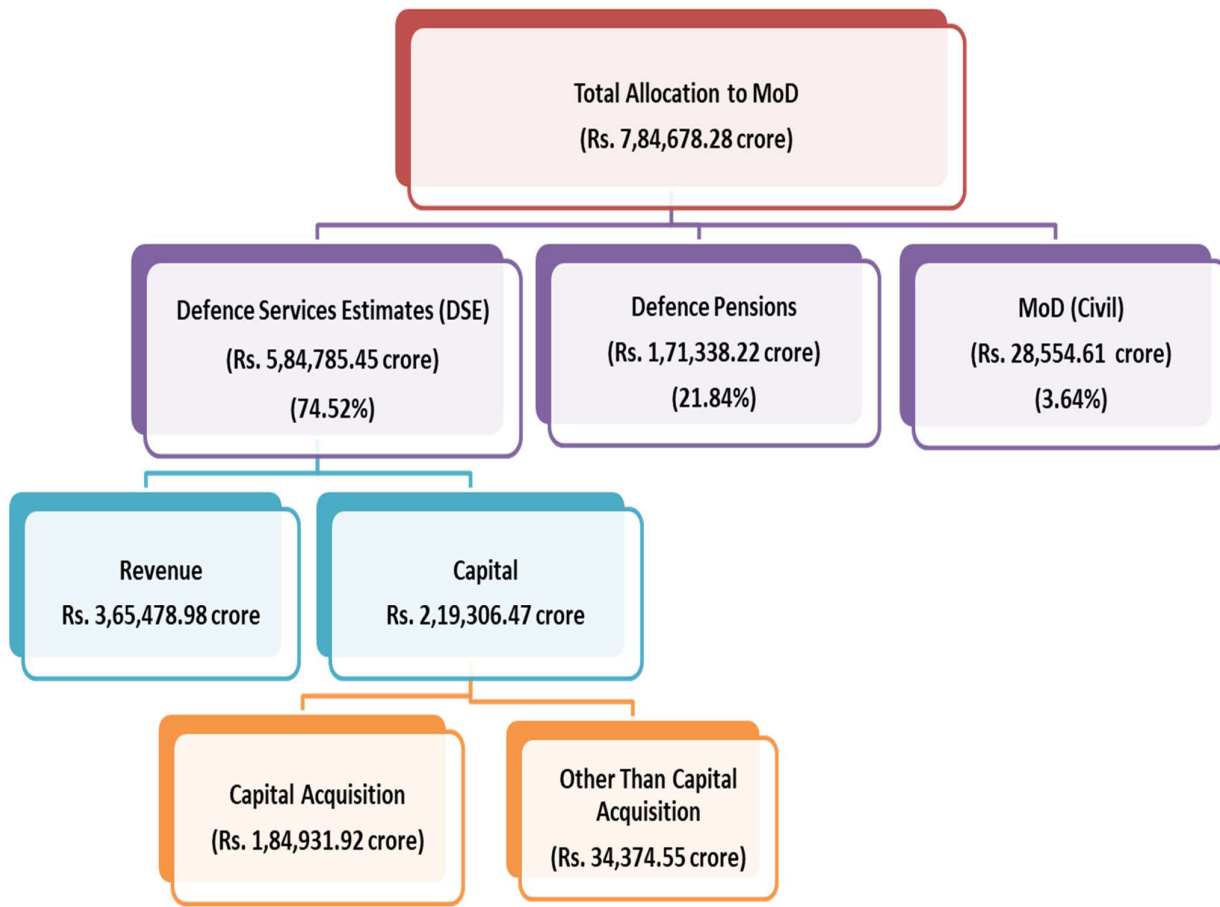 Total Allocation to MoD
(Rs. 7,84,678.28 crore)
Defence Services Estimates (DSE)
(Rs. 5,84,785.45 crore)
(74.52%)
Defence Pensions
(Rs. 1,71,338.22 crore)
(21.84%)
MoD (Civil)
(Rs. 28,554.61 crore)
(3.64%)
Revenue
Rs. 3,65,478.98 crore
Capital
Rs. 2,19,306.47 crore
Capital Acquisition
(Rs. 1,84,931.92 crore)
Other Than Capital
Acquisition
(Rs. 34,374.55 crore)